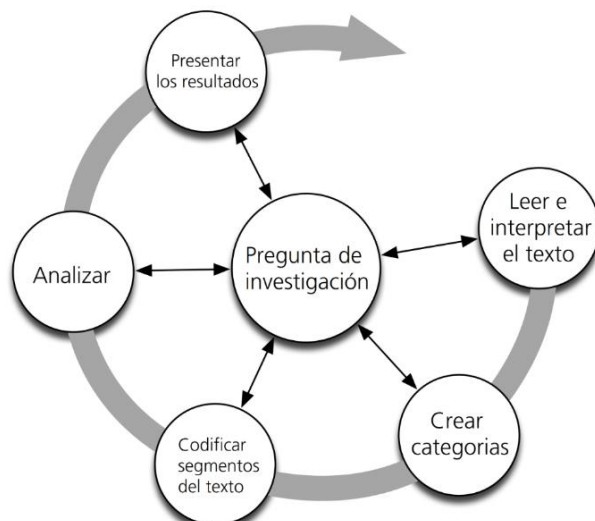 Presentar
los resultados
Leer e
interpretar
el texto
Pregunta de
investigación
Analizar
Crear
categorias
Codificar
segmentos
del texto